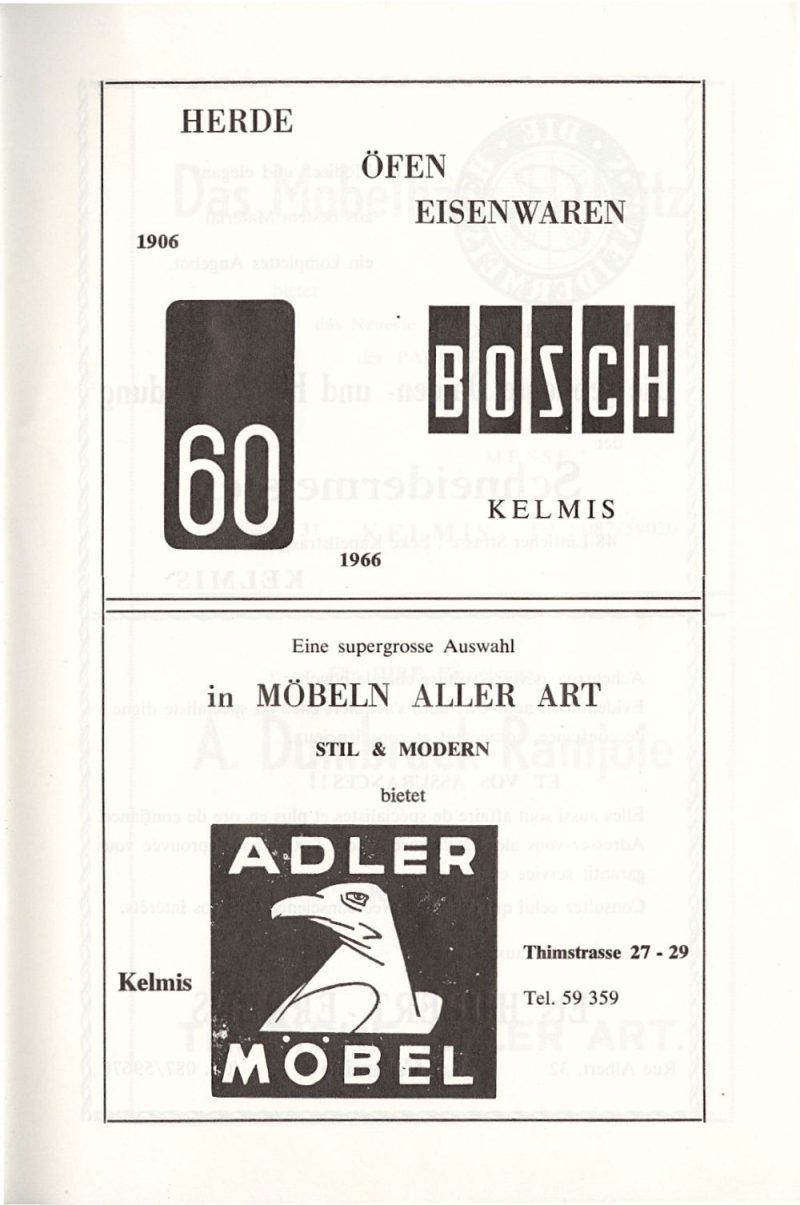 HERDE
ÖFEN
EISENWAREN
1906
60
BOSCH
KELMIS
1966
Eine supergrosse Auswahl
in MÖBELN ALLER ART
STIL & MODERN
bietet
ADLER
Kelmis
Thimstrasse 27 - 29
Tel. 59 359
MÖBEL